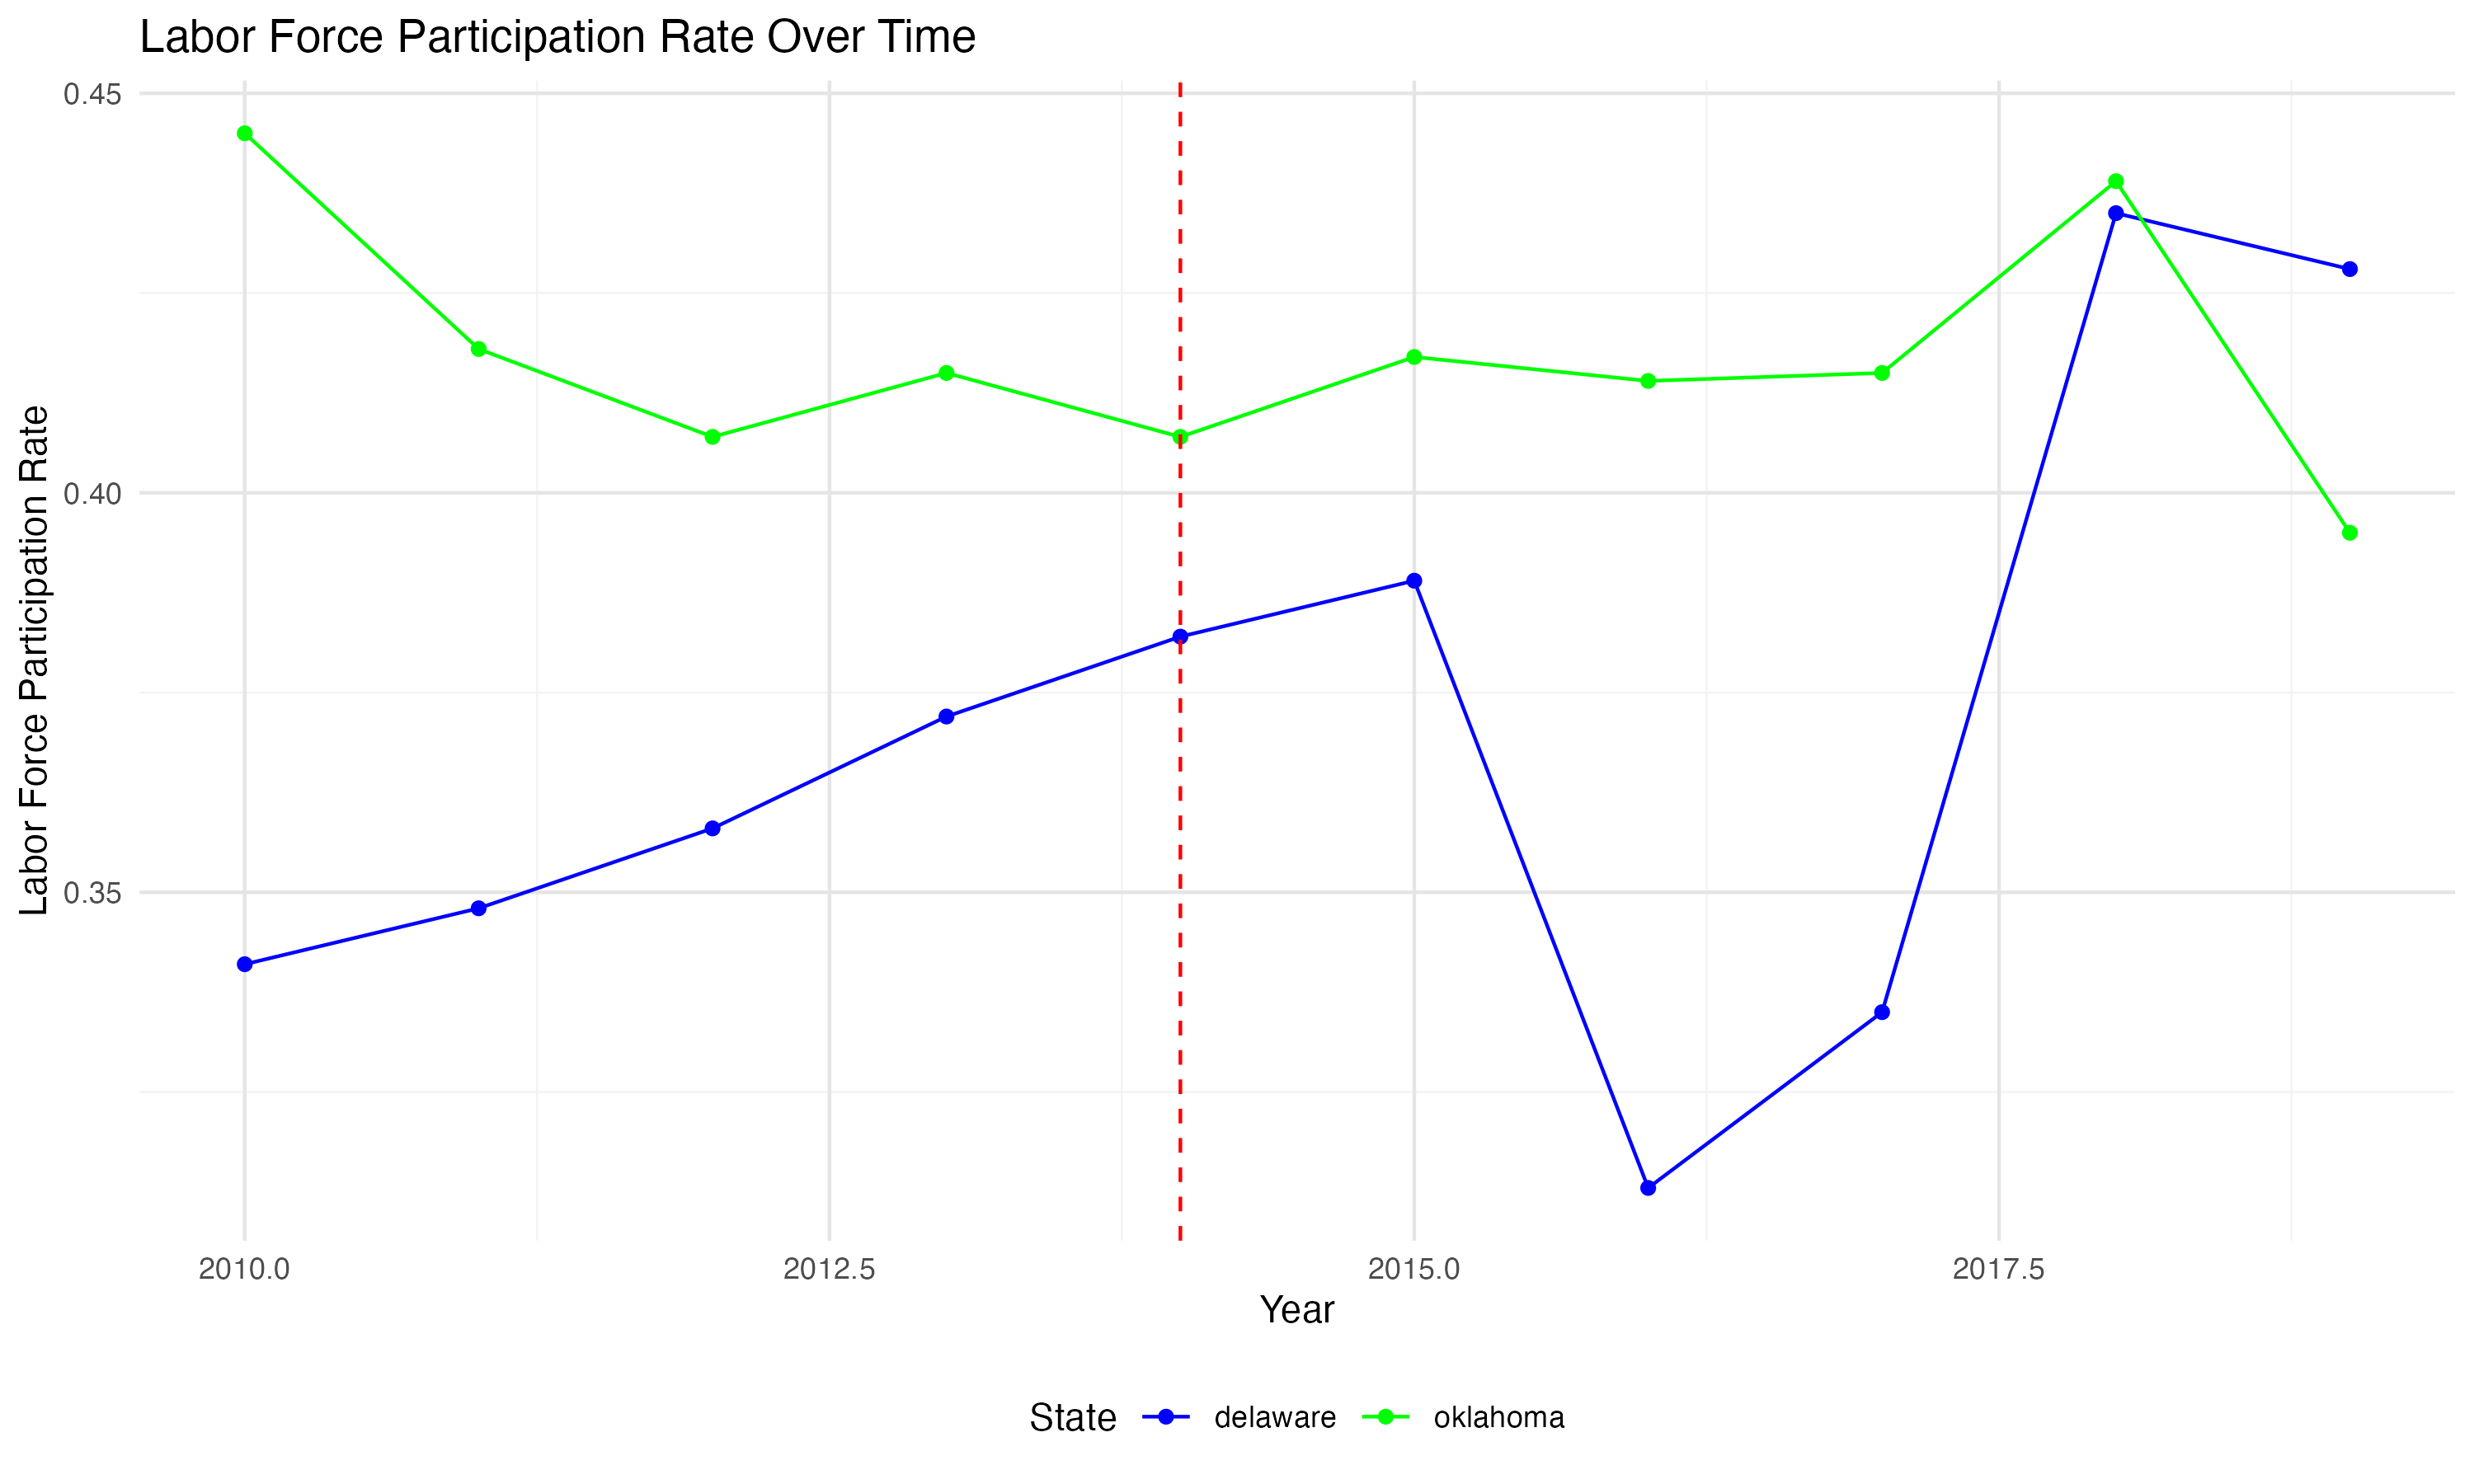 Labor Force Participation Rate Over Time
Labor Force Participation Rate
0.45
0.40
0.35
2010.0 2012.5 2015.0 2017.5
Year
State delaware oklahoma